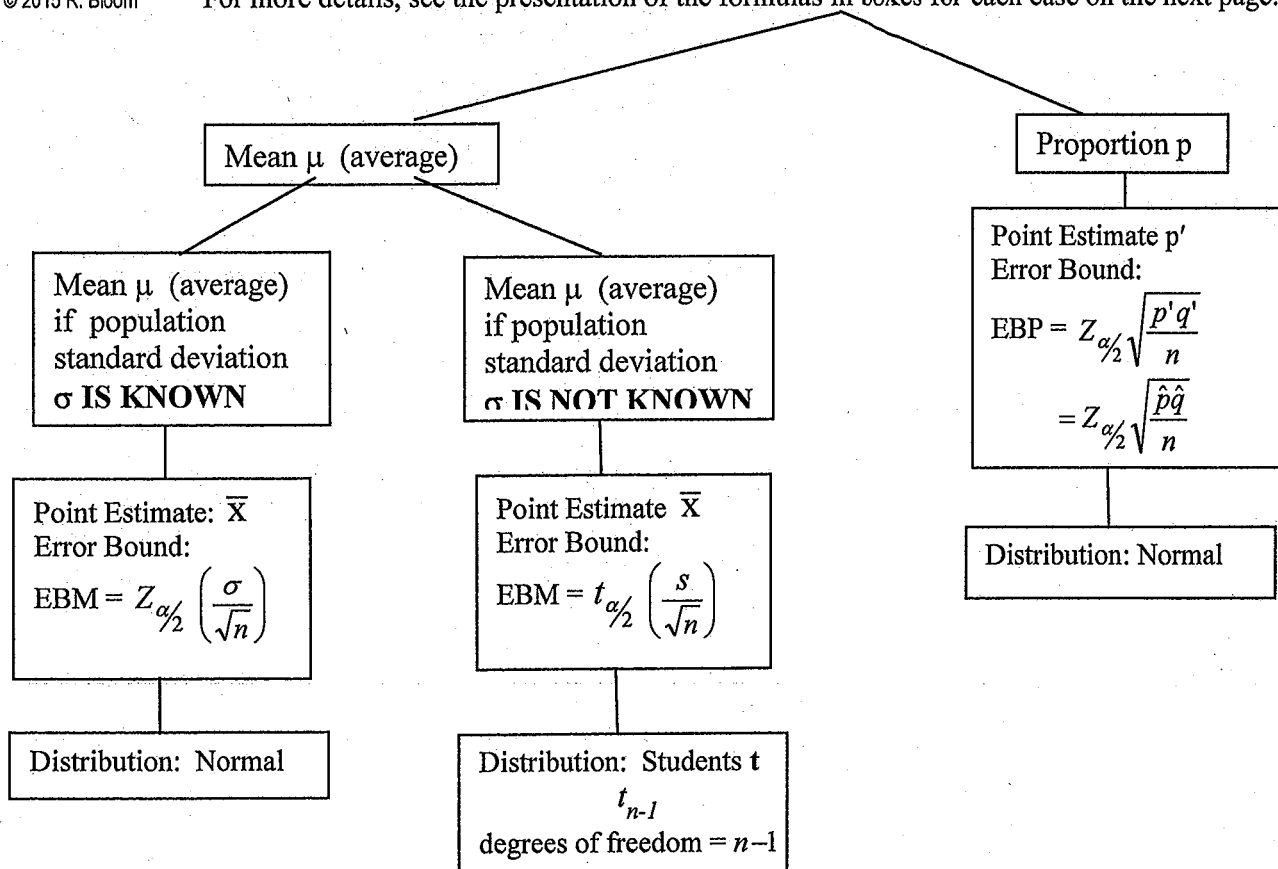 © 2015 R. Bloom For more details, see the presentation of the formulas in boxes for each case on the next page.
Mean μ (average)
Proportion p
Mean μ (average)
if population
standard deviation
σ IS KNOWN
Mean μ (average)
if population
standard deviation
σ IS NOT KNOWN
Point Estimate p′
Error Bound:
EBP = Z_{α/2} √(p'q'/n)
= Z_{α/2} √(p̂q̂/n)
Point Estimate: X̅
Error Bound:
EBM = Z_{α/2} (σ/√n)
Point Estimate X̅
Error Bound:
EBM = t_{α/2} (s/√n)
Distribution: Normal
Distribution: Normal
Distribution: Students t
t_{n-1}
degrees of freedom = n–1